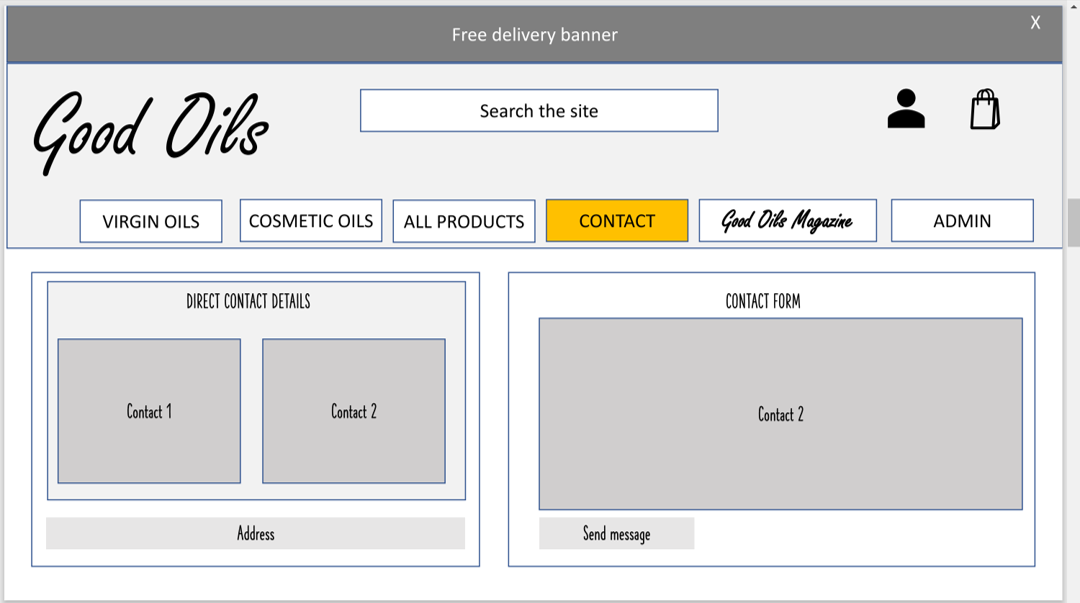 Free delivery banner
X
Good Oils
Search the site
VIRGIN OILS
COSMETIC OILS
ALL PRODUCTS
CONTACT
Good Oils Magazine
ADMIN
DIRECT CONTACT DETAILS
Contact 1
Contact 2
Address
CONTACT FORM
Contact 2
Send message